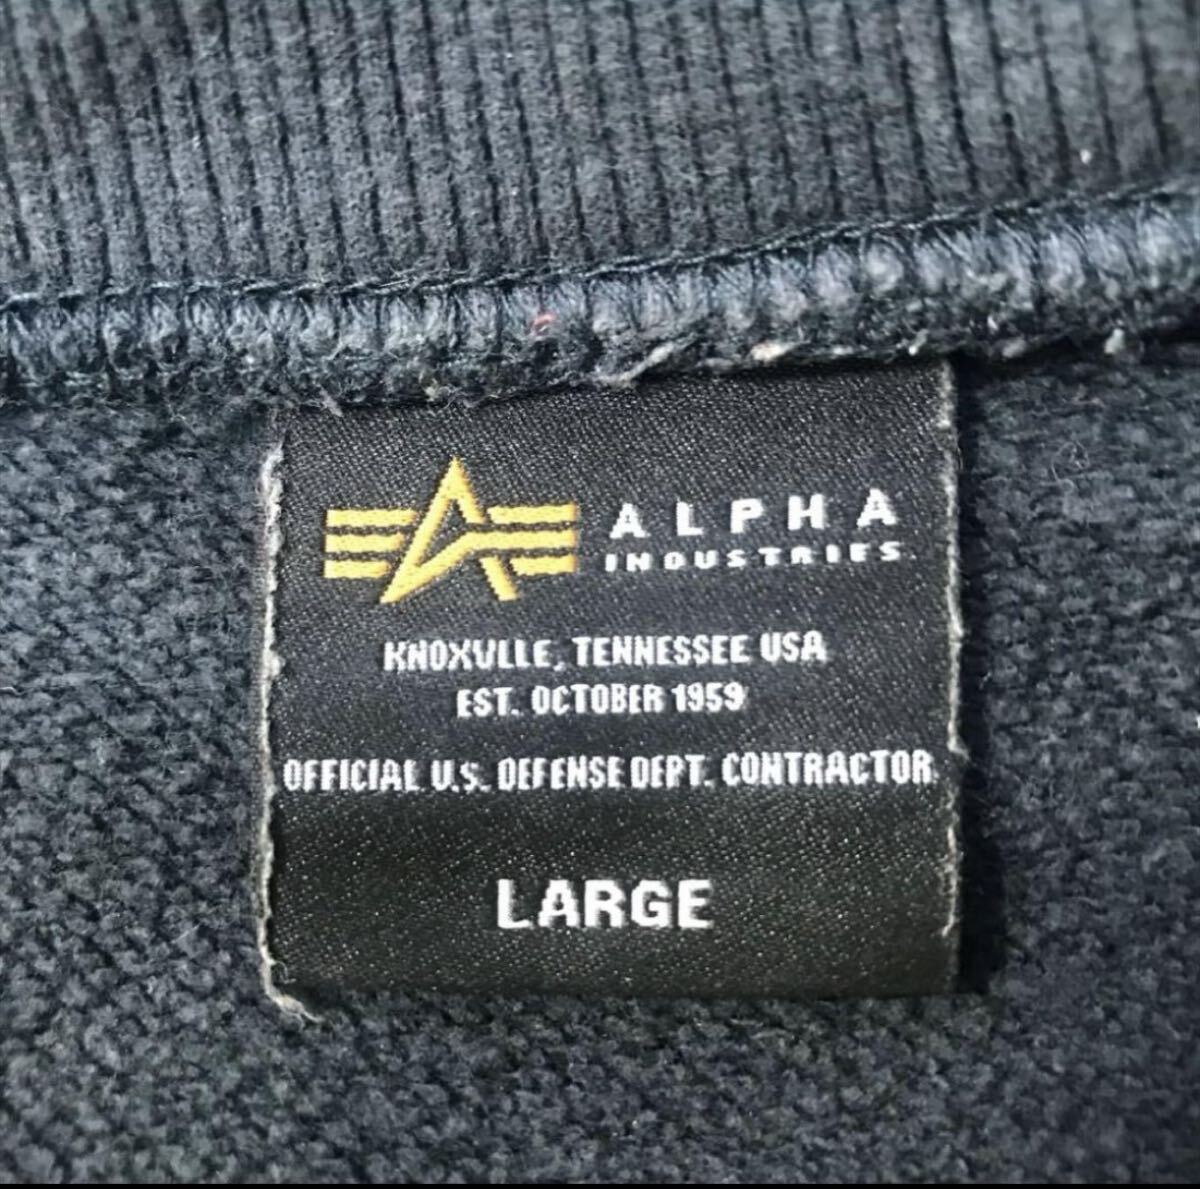 ALPHA
INDUSTRIES
KNOXVLLE, TENNESSEE USA
EST. OCTOBER 1959
OFFICIAL U.S. DEFENSE DEPT. CONTRACTOR
LARGE